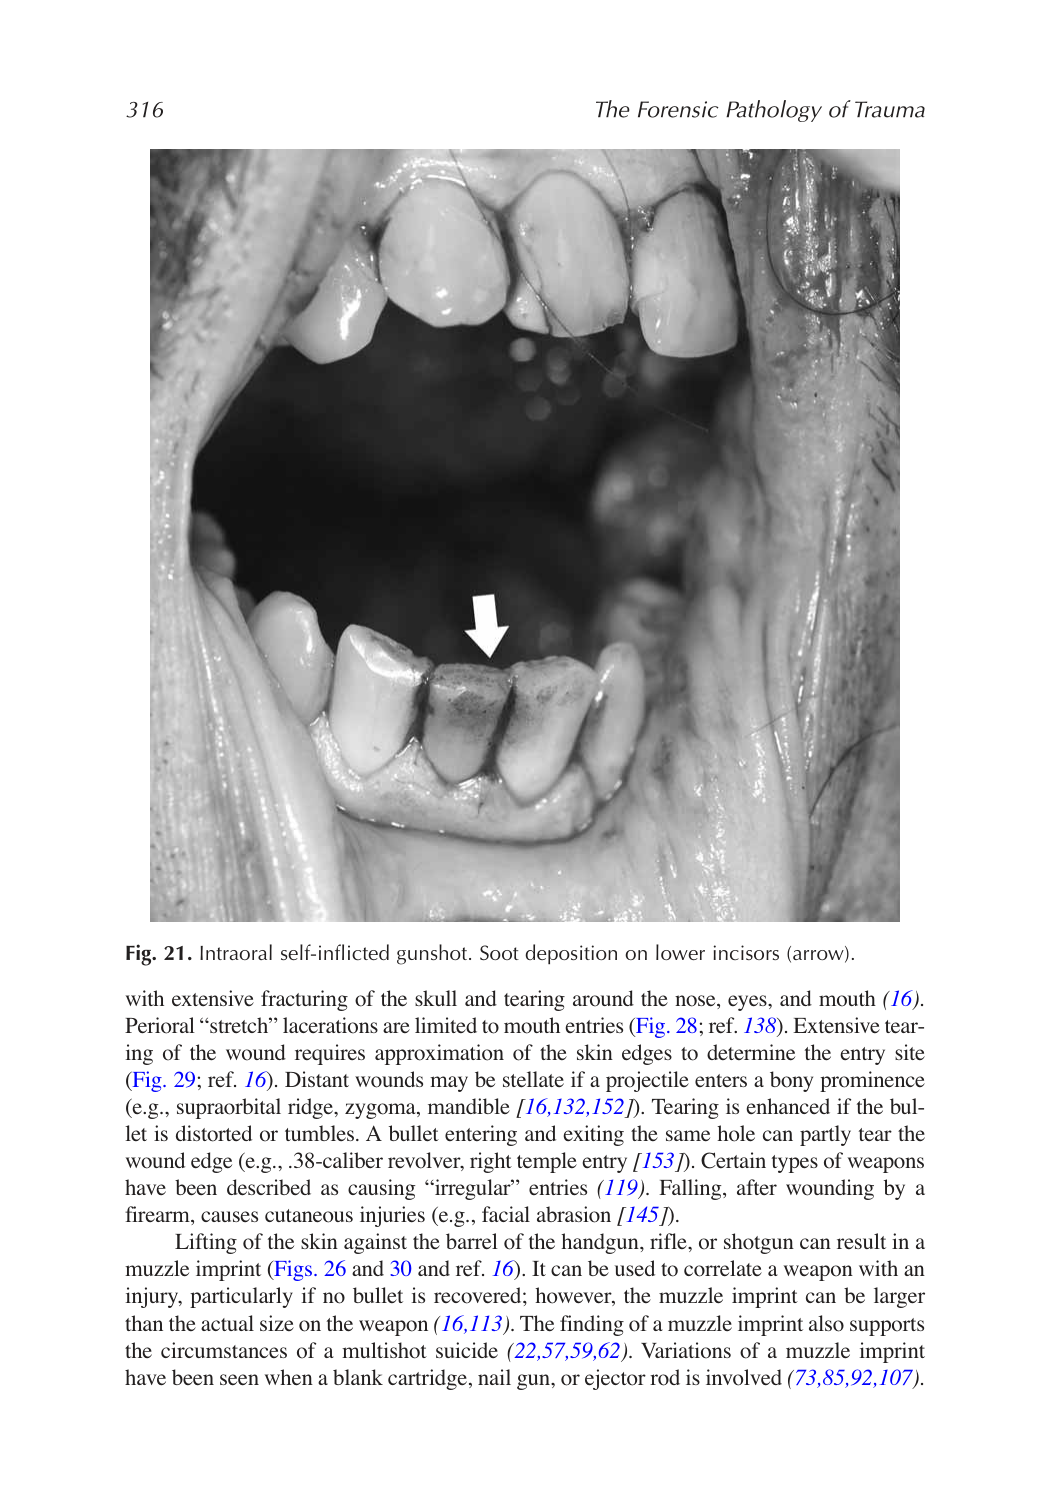 316
The Forensic Pathology of Trauma
Fig. 21. Intraoral self-inflicted gunshot. Soot deposition on lower incisors (arrow).
with extensive fracturing of the skull and tearing around the nose, eyes, and mouth (16).
Perioral “stretch” lacerations are limited to mouth entries (Fig. 28; ref. 138). Extensive tear-
ing of the wound requires approximation of the skin edges to determine the entry site
(Fig. 29; ref. 16). Distant wounds may be stellate if a projectile enters a bony prominence
(e.g., supraorbital ridge, zygoma, mandible [16,132,152]). Tearing is enhanced if the bul-
let is distorted or tumbles. A bullet entering and exiting the same hole can partly tear the
wound edge (e.g., .38-caliber revolver, right temple entry [153]). Certain types of weapons
have been described as causing “irregular” entries (119). Falling, after wounding by a
firearm, causes cutaneous injuries (e.g., facial abrasion [145]).
Lifting of the skin against the barrel of the handgun, rifle, or shotgun can result in a
muzzle imprint (Figs. 26 and 30 and ref. 16). It can be used to correlate a weapon with an
injury, particularly if no bullet is recovered; however, the muzzle imprint can be larger
than the actual size on the weapon (16,113). The finding of a muzzle imprint also supports
the circumstances of a multishot suicide (22,57,59,62). Variations of a muzzle imprint
have been seen when a blank cartridge, nail gun, or ejector rod is involved (73,85,92,107).